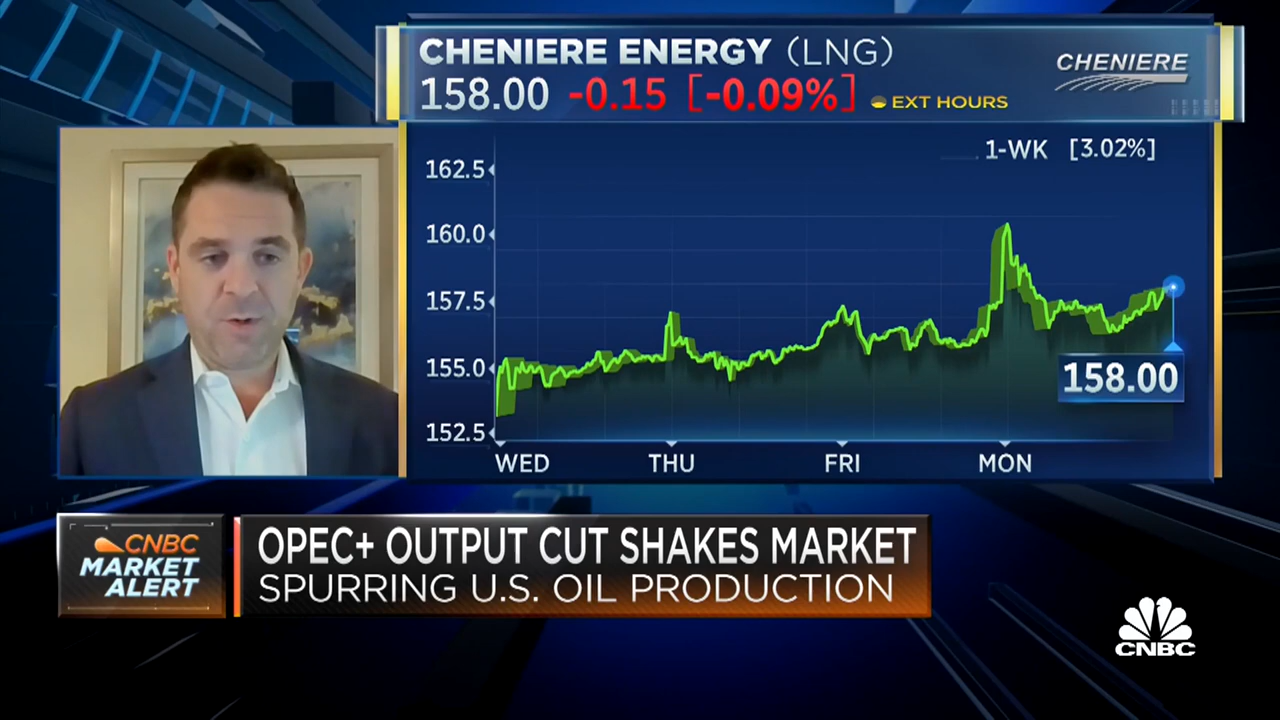 CHENIERE ENERGY (LNG)
158.00 -0.15 [-0.09%] EXT HOURS
CHENIERE
1-WK [3.02%]
162.5
160.0
157.5
155.0
152.5
158.00
WED THU FRI MON
CNBC
MARKET
ALERT
OPEC+ OUTPUT CUT SHAKES MARKET
SPURRING U.S. OIL PRODUCTION
CNBC